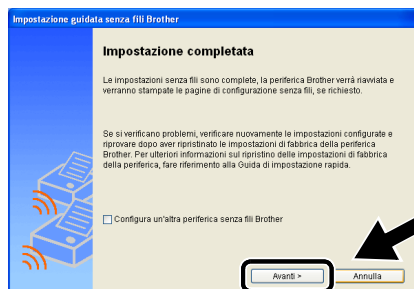 Impostazione guidata senza fili Brother
Impostazione completata
Le impostazioni senza fili sono complete, la periferica Brother verrà riavviata e
verranno stampate le pagine di configurazione senza fili, se richiesto.
Se si verificano problemi, verificare nuovamente le impostazioni configurate e
riprovare dopo aver ripristinato le impostazioni di fabbrica della periferica
Brother. Per ulteriori informazioni sul ripristino delle impostazioni di fabbrica
della periferica, fare riferimento alla Guida di impostazione rapida.
Configura un'altra periferica senza fili Brother
Avanti >
Annulla